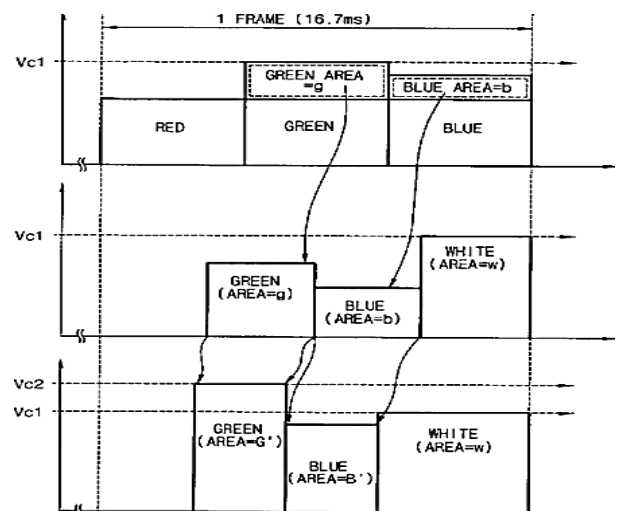 1 FRAME (16.7ms)
Vc1
GREEN AREA
=g
BLUE AREA=b
RED
GREEN
BLUE
Vc1
GREEN
(AREA=g)
BLUE
(AREA=b)
WHITE
(AREA=w)
Vc2
Vc1
GREEN
(AREA=G')
BLUE
(AREA=B')
WHITE
(AREA=w)